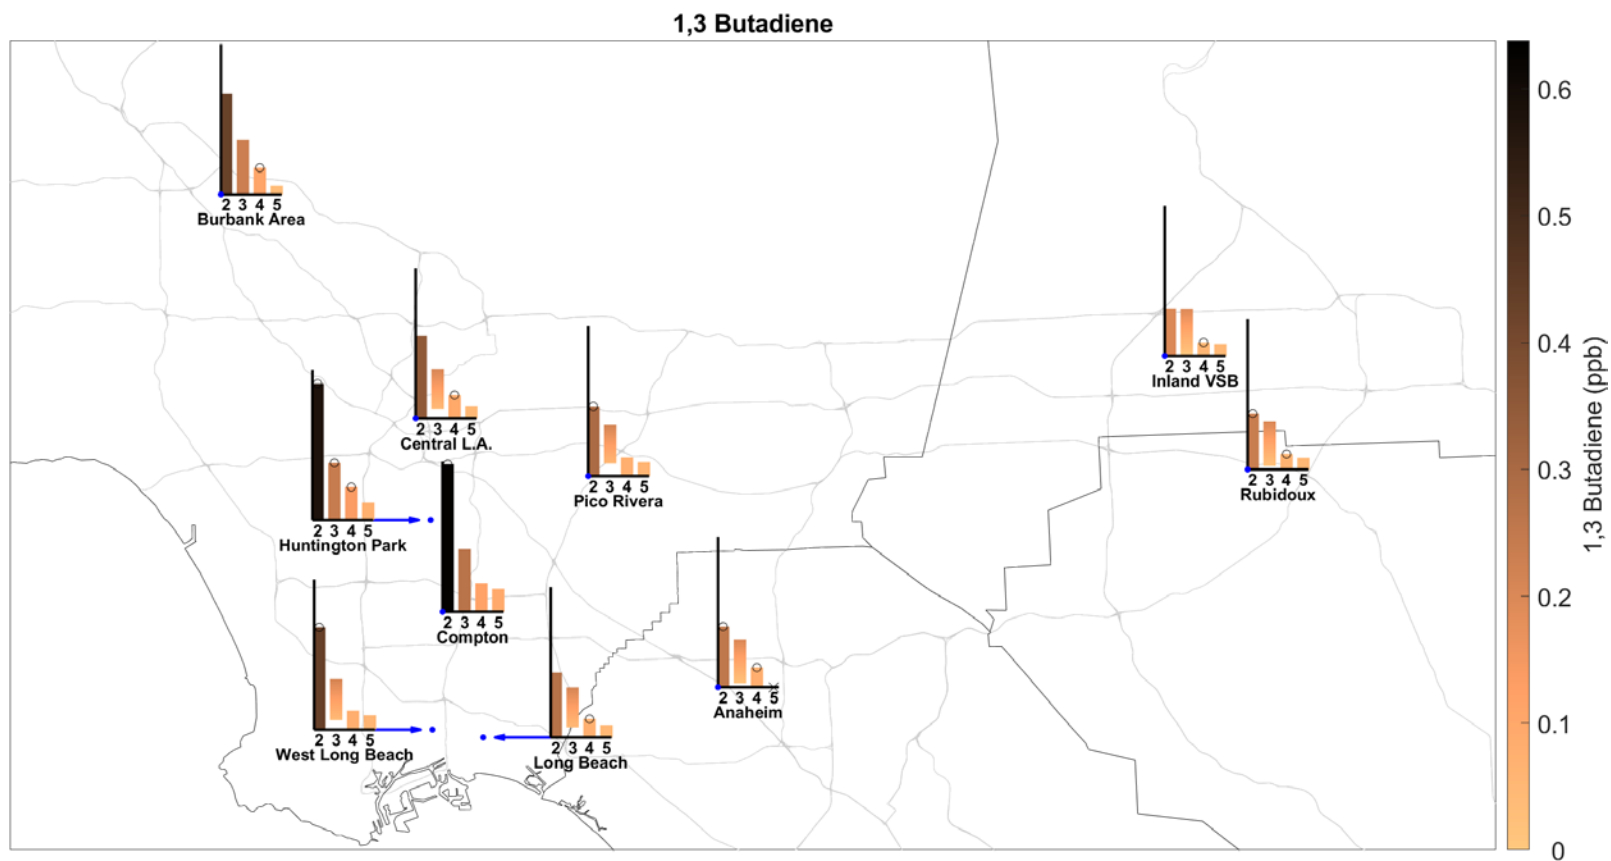 1,3 Butadiene
2 3 4 5
Burbank Area
2 3 4 5
Central L.A.
2 3 4 5
Inland VSB
2 3 4 5
Pico Rivera
2 3 4 5
Rubidoux
2 3 4 5
Huntington Park
2 3 4 5
Compton
2 3 4 5
West Long Beach
2 3 4 5
Long Beach
2 3 4 5
Anaheim
0.6
0.5
0.4
0.3
0.2
0.1
0
1,3 Butadiene (ppb)